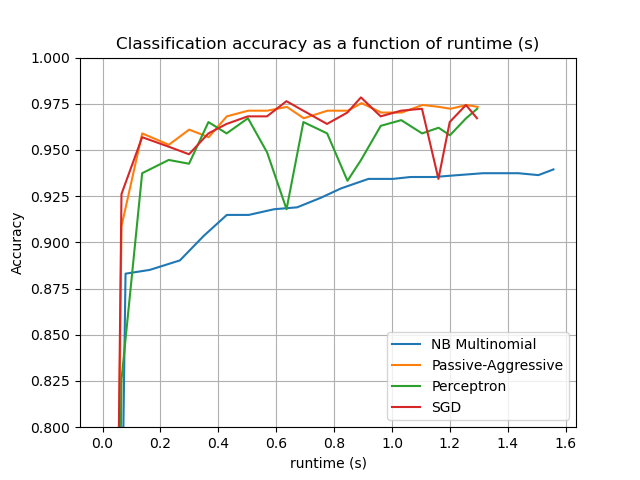 Classification accuracy as a function of runtime (s)
1.000
0.975
0.950
0.925
0.900
0.875
0.850
0.825
0.800
Accuracy
NB Multinomial
Passive-Aggressive
Perceptron
SGD
0.0 0.2 0.4 0.6 0.8 1.0 1.2 1.4 1.6
runtime (s)